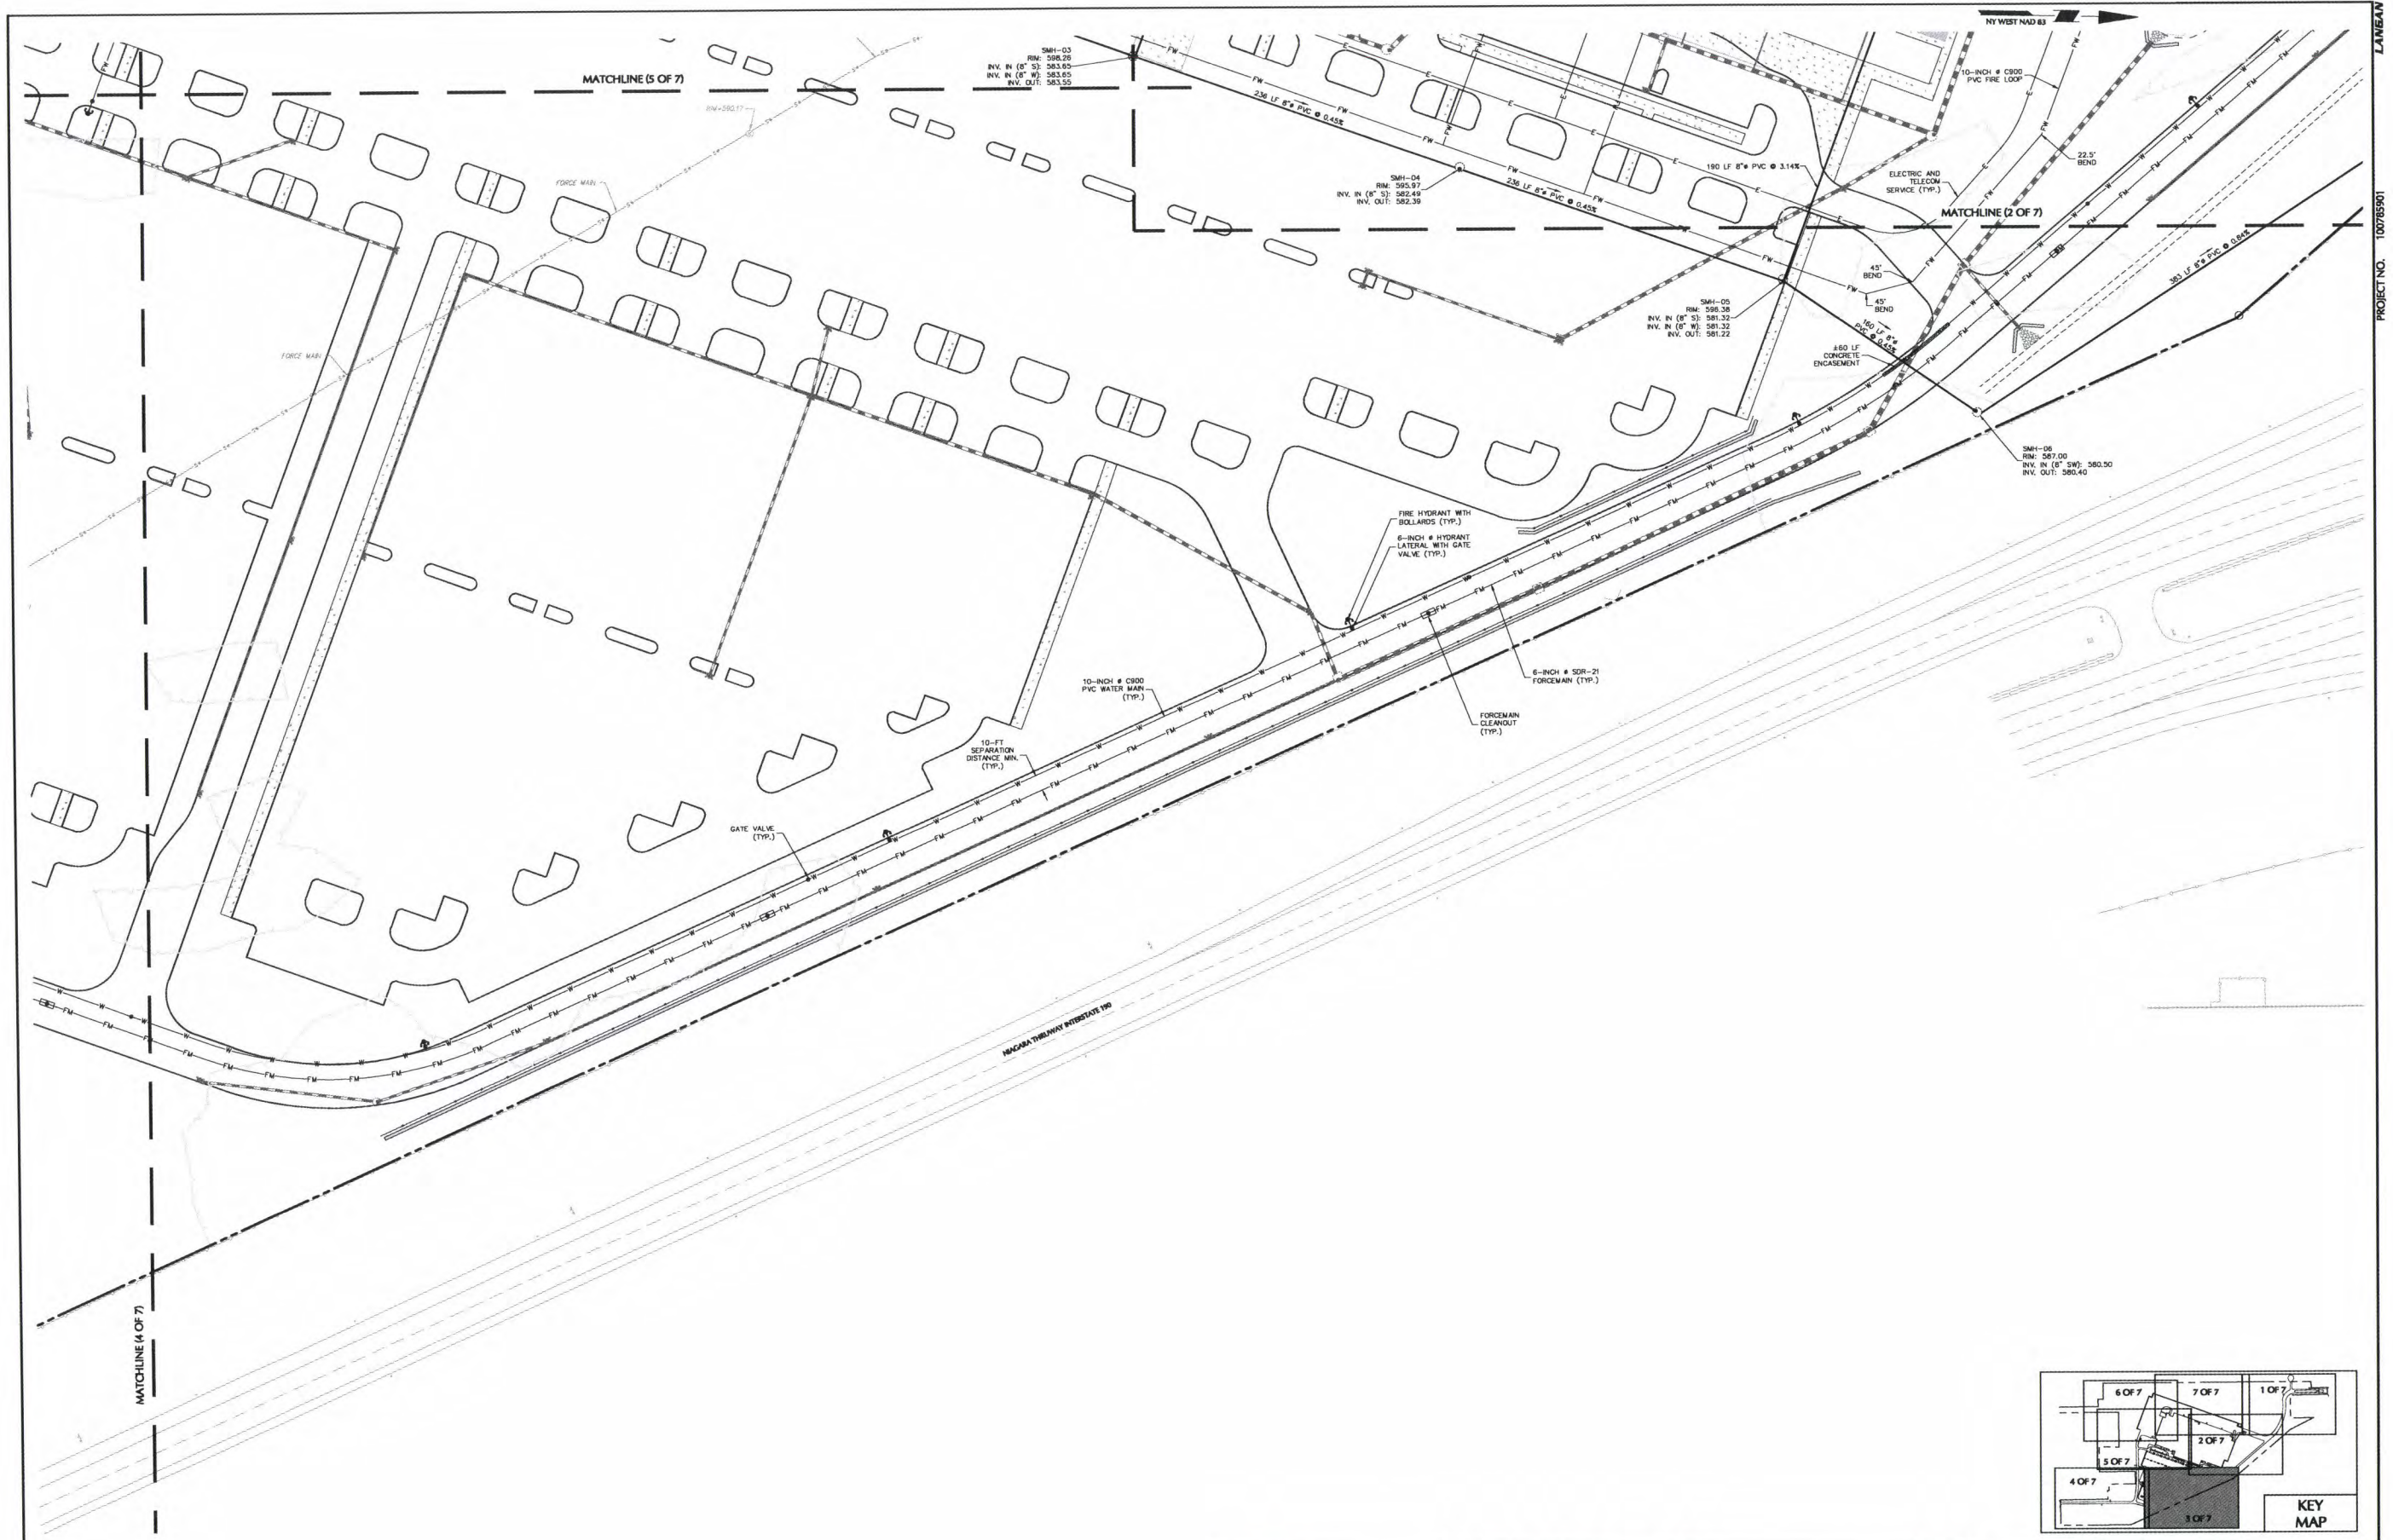 LANGAN
PROJECT NO. 100785901
NY WEST NAD 83
MATCHLINE (5 OF 7)
SMH-03
RIM: 598.26
INV. IN (8" S): 583.65
INV. IN (8" W): 583.65
INV. OUT: 583.55
236 LF 8"ø PVC @ 0.45%
SMH-04
RIM: 595.97
INV. IN (8" S): 582.49
INV. OUT: 582.39
236 LF 8"ø PVC @ 0.45%
190 LF 8"ø PVC @ 3.14%
10-INCH ø C900
PVC FIRE LOOP
22.5°
BEND
ELECTRIC AND
TELECOM
SERVICE (TYP.)
MATCHLINE (2 OF 7)
383 LF 8"ø PVC @ 0.84%
45°
BEND
45°
BEND
SMH-05
RIM: 596.38
INV. IN (8" S): 581.32
INV. IN (8" W): 581.32
INV. OUT: 581.22
160 LF 8"ø
PVC @ 0.45%
±60 LF
CONCRETE
ENCASEMENT
SMH-06
RIM: 587.00
INV. IN (8" SW): 580.50
INV. OUT: 580.40
FORCE MAIN
FORCE MAIN
FIRE HYDRANT WITH
BOLLARDS (TYP.)
6-INCH ø HYDRANT
LATERAL WITH GATE
VALVE (TYP.)
10-INCH ø C900
PVC WATER MAIN
(TYP.)
6-INCH ø SDR-21
FORCEMAIN (TYP.)
FORCEMAIN
CLEANOUT
(TYP.)
10-FT
SEPARATION
DISTANCE MIN.
(TYP.)
GATE VALVE
(TYP.)
NIAGARA THRUWAY INTERSTATE 190
MATCHLINE (4 OF 7)
6 OF 7
7 OF 7
1 OF 7
2 OF 7
5 OF 7
4 OF 7
3 OF 7
KEY
MAP